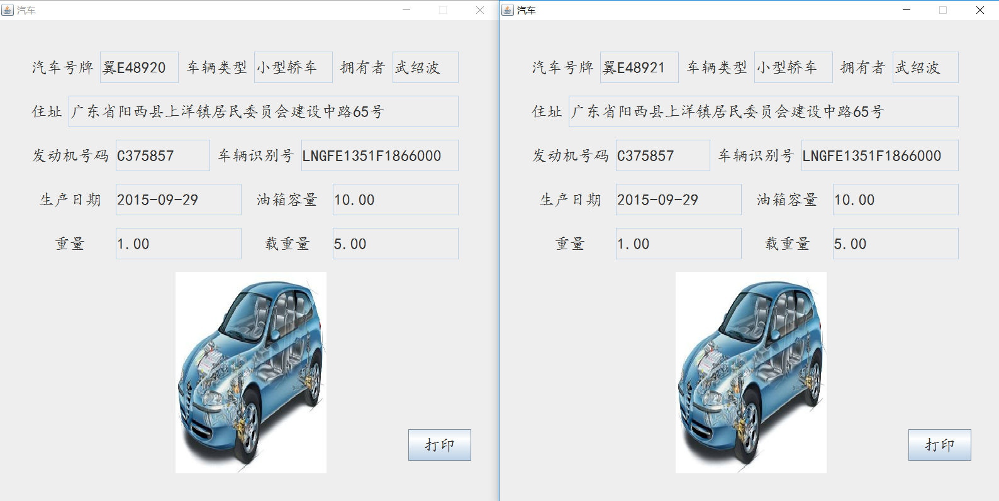 汽车
汽车号牌 翼E48920 车辆类型 小型轿车 拥有者 武绍波
住址 广东省阳西县上洋镇居民委员会建设中路65号
发动机号码 C375857 车辆识别号 LNGFE1351F1866000
生产日期 2015-09-29 油箱容量 10.00
重量 1.00 载重量 5.00
打印
汽车
汽车号牌 翼E48921 车辆类型 小型轿车 拥有者 武绍波
住址 广东省阳西县上洋镇居民委员会建设中路65号
发动机号码 C375857 车辆识别号 LNGFE1351F1866000
生产日期 2015-09-29 油箱容量 10.00
重量 1.00 载重量 5.00
打印